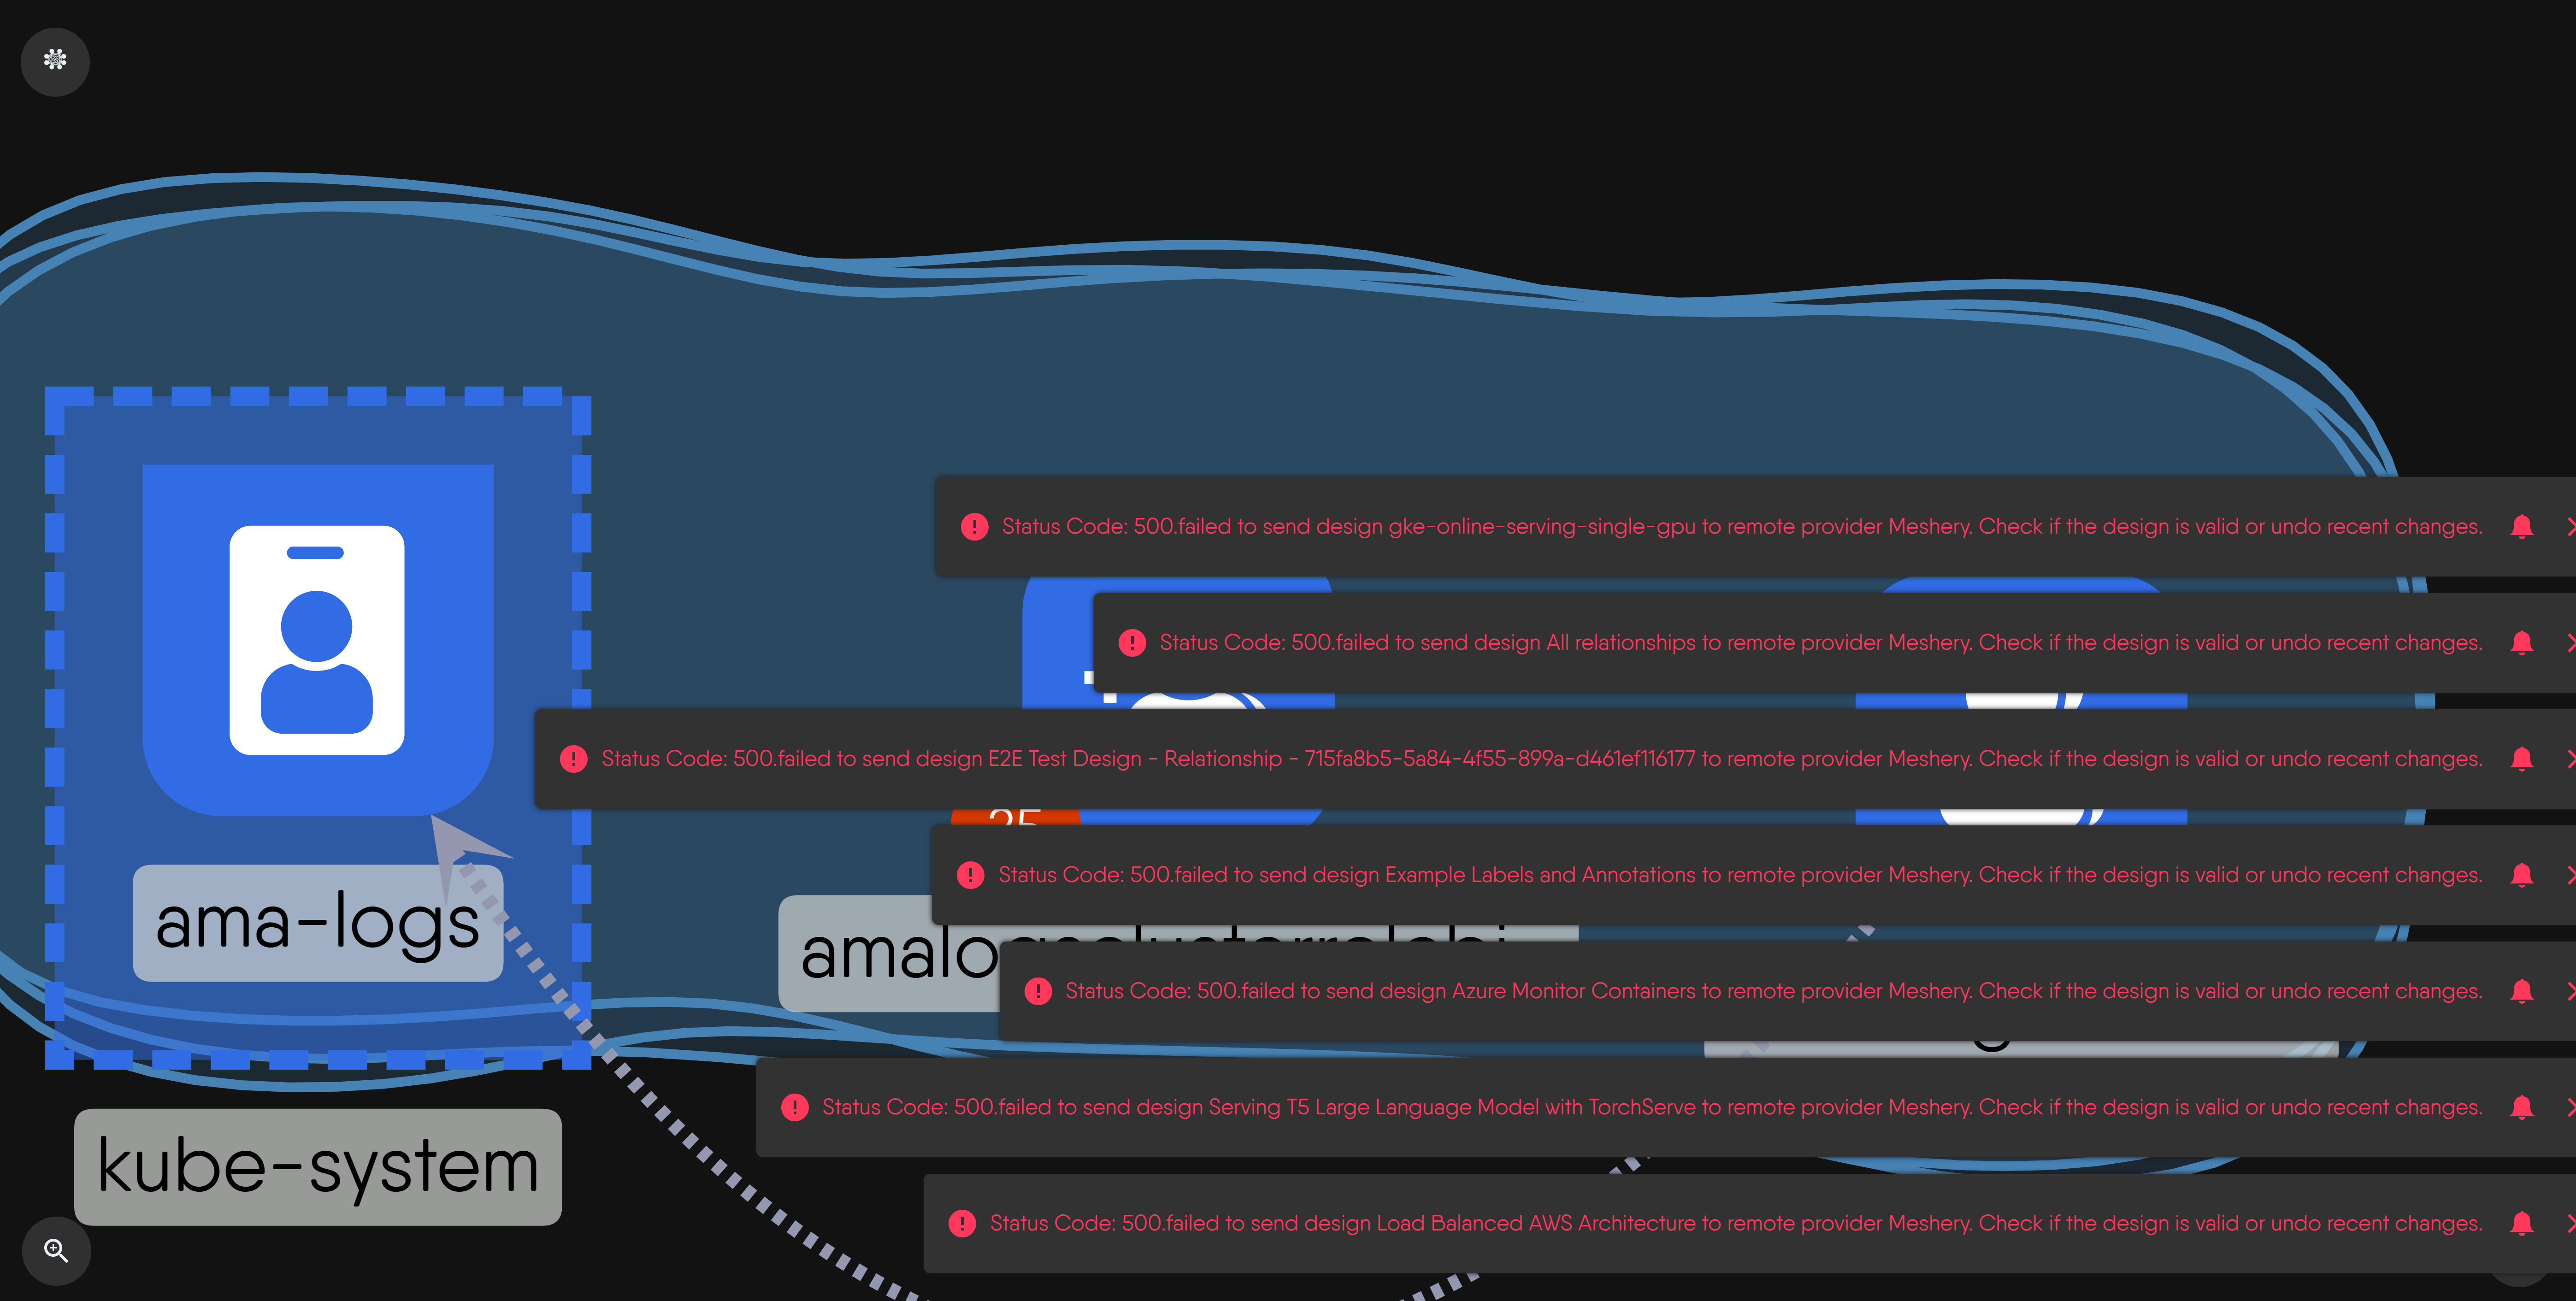 Status Code: 500.failed to send design gke-online-serving-single-gpu to remote provider Meshery. Check if the design is valid or undo recent changes.
Status Code: 500.failed to send design All relationships to remote provider Meshery. Check if the design is valid or undo recent changes.
Status Code: 500.failed to send design E2E Test Design - Relationship - 715fa8b5-5a84-4f55-899a-d461ef116177 to remote provider Meshery. Check if the design is valid or undo recent changes.
25
Status Code: 500.failed to send design Example Labels and Annotations to remote provider Meshery. Check if the design is valid or undo recent changes.
ama-logs
Status Code: 500.failed to send design Azure Monitor Containers to remote provider Meshery. Check if the design is valid or undo recent changes.
Status Code: 500.failed to send design Serving T5 Large Language Model with TorchServe to remote provider Meshery. Check if the design is valid or undo recent changes.
kube-system
Status Code: 500.failed to send design Load Balanced AWS Architecture to remote provider Meshery. Check if the design is valid or undo recent changes.